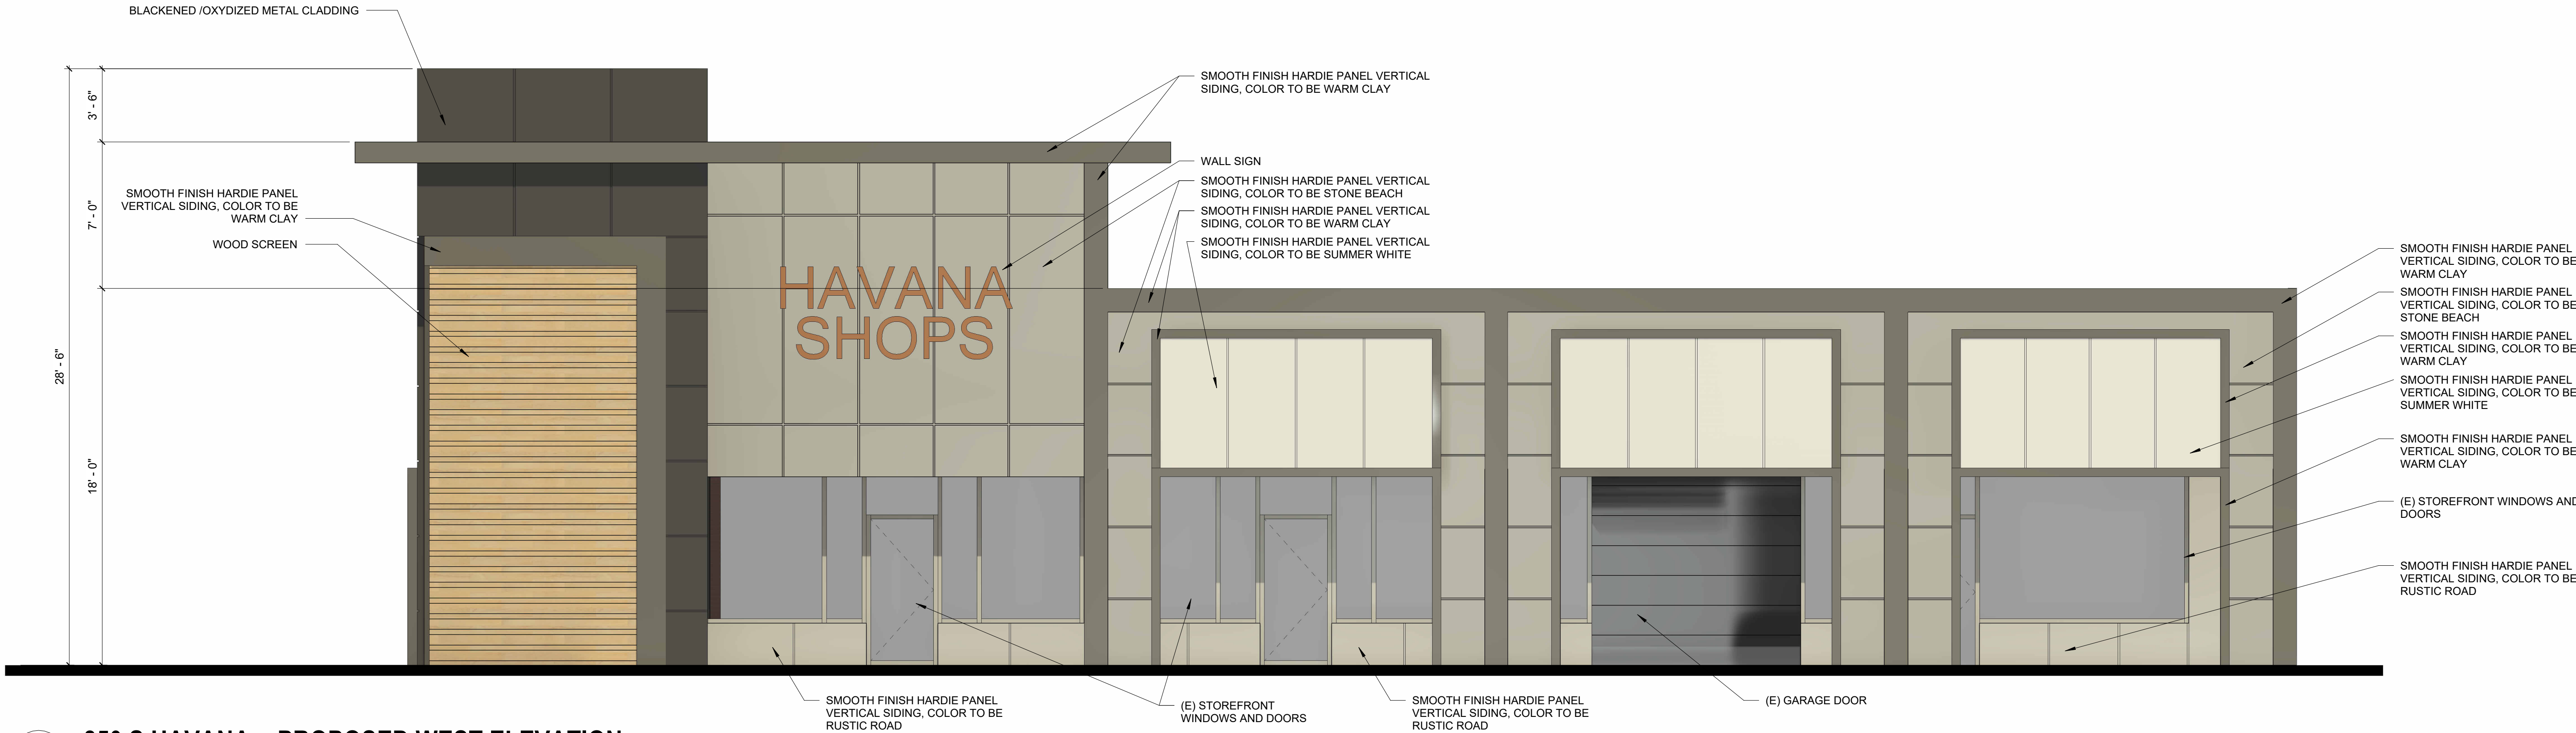 BLACKENED /OXYDIZED METAL CLADDING
3' - 6"
7' - 0"
18' - 0"
28' - 6"
SMOOTH FINISH HARDIE PANEL
VERTICAL SIDING, COLOR TO BE
WARM CLAY
WOOD SCREEN
HAVANA
SHOPS
SMOOTH FINISH HARDIE PANEL VERTICAL
SIDING, COLOR TO BE WARM CLAY
WALL SIGN
SMOOTH FINISH HARDIE PANEL VERTICAL
SIDING, COLOR TO BE STONE BEACH
SMOOTH FINISH HARDIE PANEL VERTICAL
SIDING, COLOR TO BE WARM CLAY
SMOOTH FINISH HARDIE PANEL VERTICAL
SIDING, COLOR TO BE SUMMER WHITE
SMOOTH FINISH HARDIE PANEL
VERTICAL SIDING, COLOR TO BE
WARM CLAY
SMOOTH FINISH HARDIE PANEL
VERTICAL SIDING, COLOR TO BE
STONE BEACH
SMOOTH FINISH HARDIE PANEL
VERTICAL SIDING, COLOR TO BE
WARM CLAY
SMOOTH FINISH HARDIE PANEL
VERTICAL SIDING, COLOR TO BE
SUMMER WHITE
SMOOTH FINISH HARDIE PANEL
VERTICAL SIDING, COLOR TO BE
WARM CLAY
(E) STOREFRONT WINDOWS AND
DOORS
SMOOTH FINISH HARDIE PANEL
VERTICAL SIDING, COLOR TO BE
RUSTIC ROAD
SMOOTH FINISH HARDIE PANEL
VERTICAL SIDING, COLOR TO BE
RUSTIC ROAD
(E) STOREFRONT
WINDOWS AND DOORS
SMOOTH FINISH HARDIE PANEL
VERTICAL SIDING, COLOR TO BE
RUSTIC ROAD
(E) GARAGE DOOR
S HAVANA - PROPOSED WEST ELEVATION